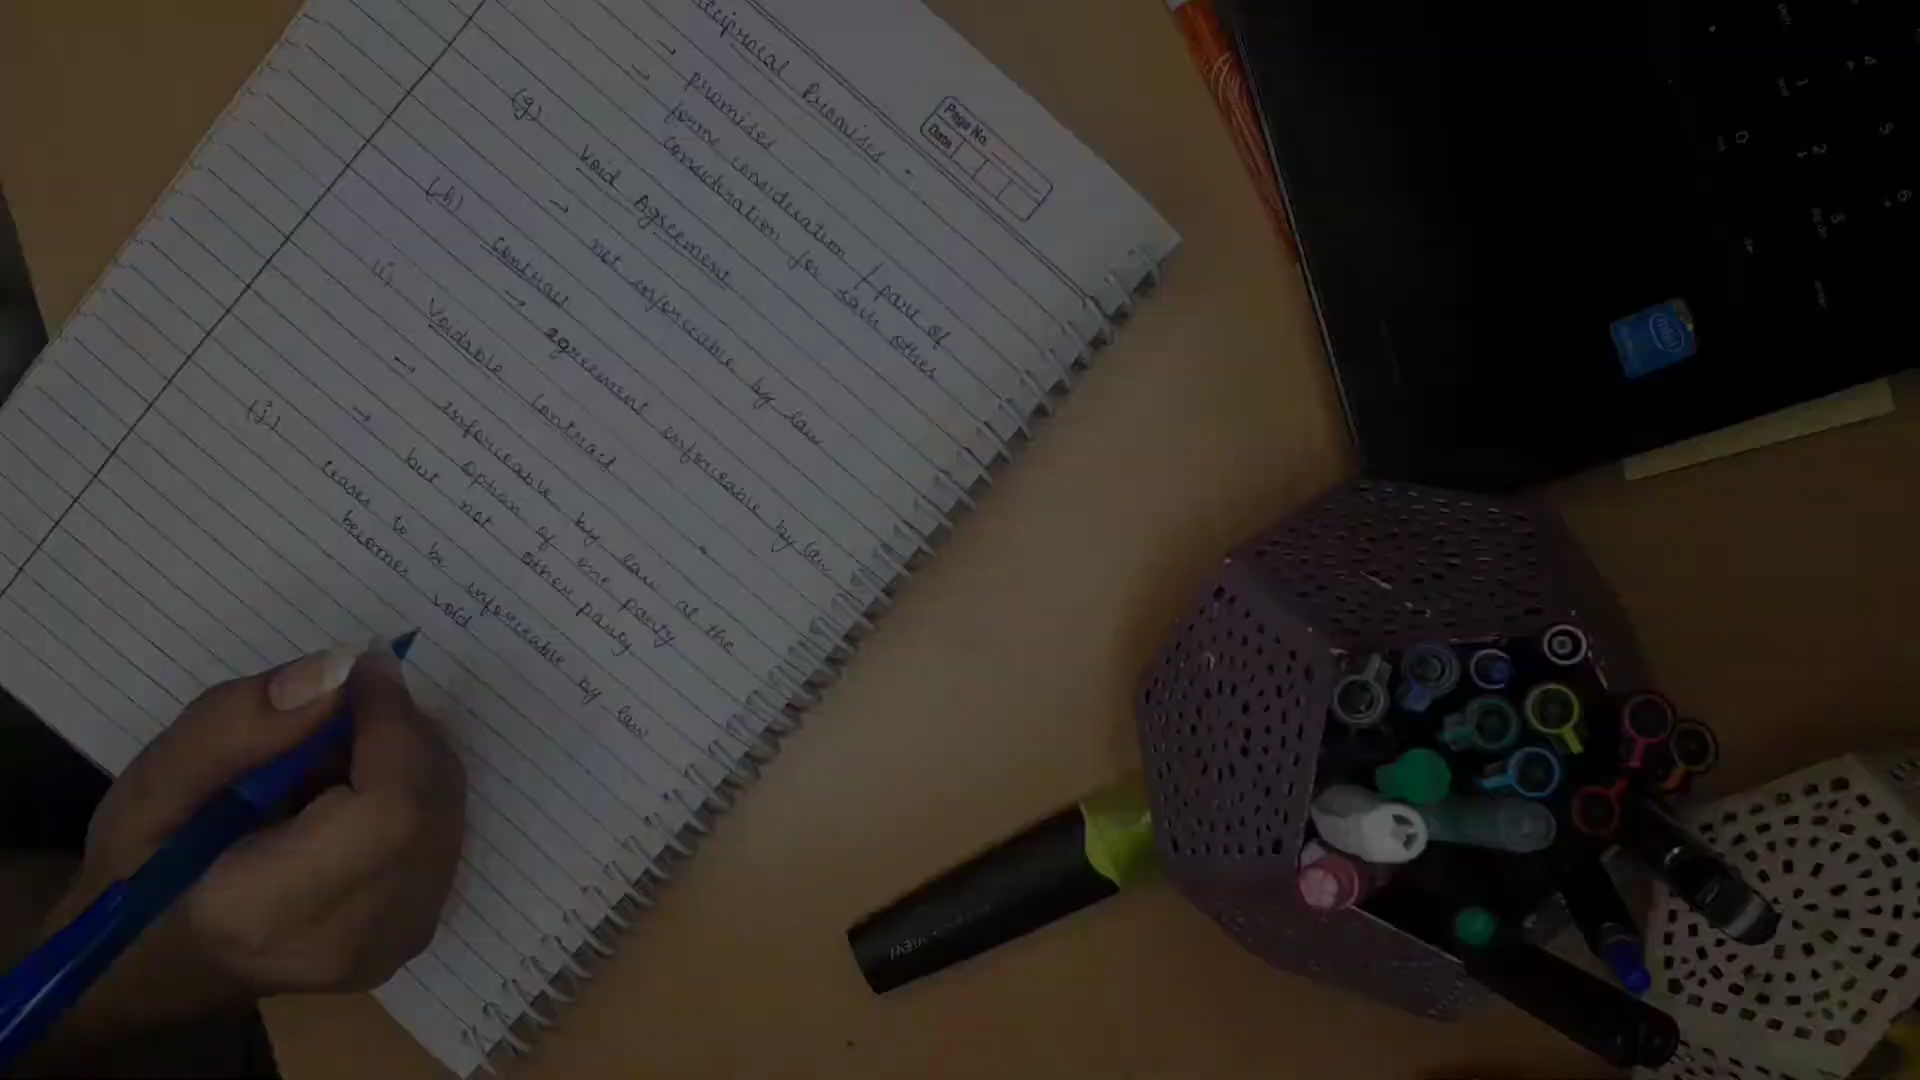 Reciprocal Promises -
→ promises
→ forms consideration / part of
consideration for each other
Page No.
Date
(g) Void Agreement
→ not enforceable by law
(h) Contract
→ agreement enforceable by law
(i) Voidable Contract
→ enforceable by law at the
option of one party
→ but not other party
(j) ceases to be enforceable by law
becomes void
intel